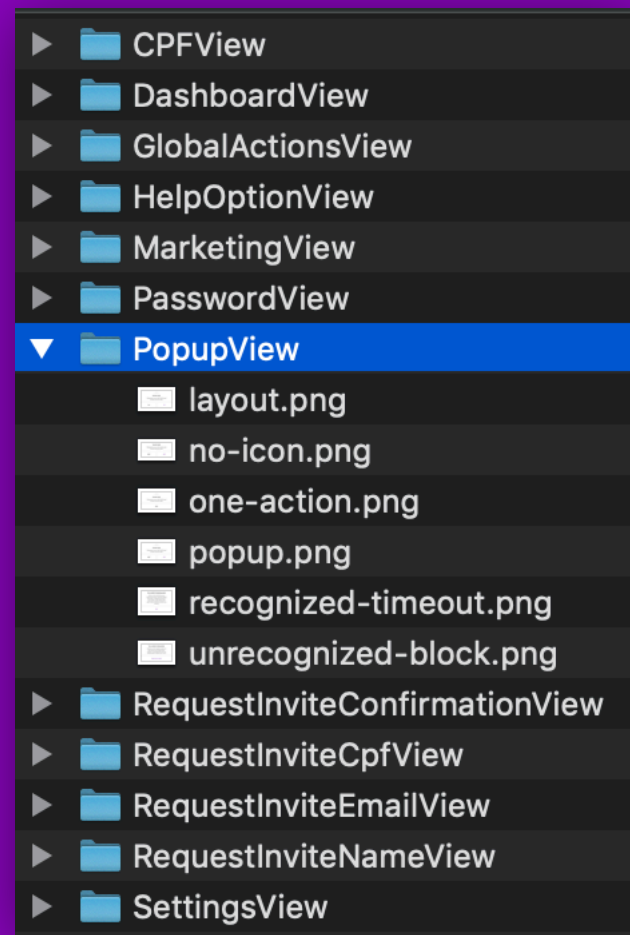 CPFView
DashboardView
GlobalActionsView
HelpOptionView
MarketingView
PasswordView
PopupView
layout.png
no-icon.png
one-action.png
popup.png
recognized-timeout.png
unrecognized-block.png
RequestInviteConfirmationView
RequestInviteCpfView
RequestInviteEmailView
RequestInviteNameView
SettingsView